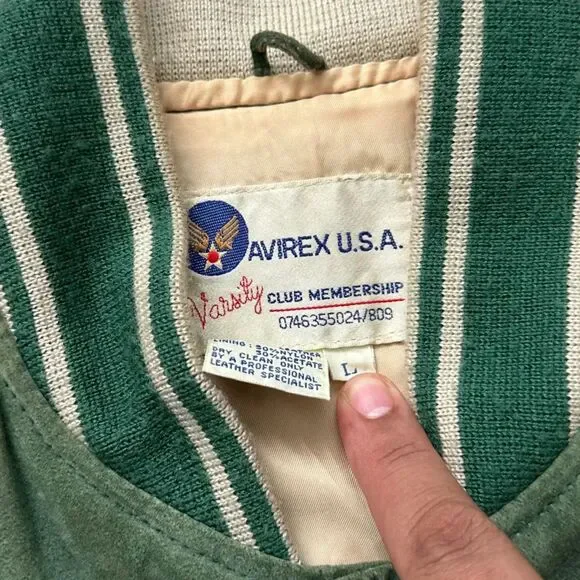 AVIREX U.S.A.
Varsity CLUB MEMBERSHIP
0746355024/809
LINING: 50% NYLON
50% ACETATE
DRY CLEAN ONLY
BY A PROFESSIONAL
LEATHER SPECIALIST
L